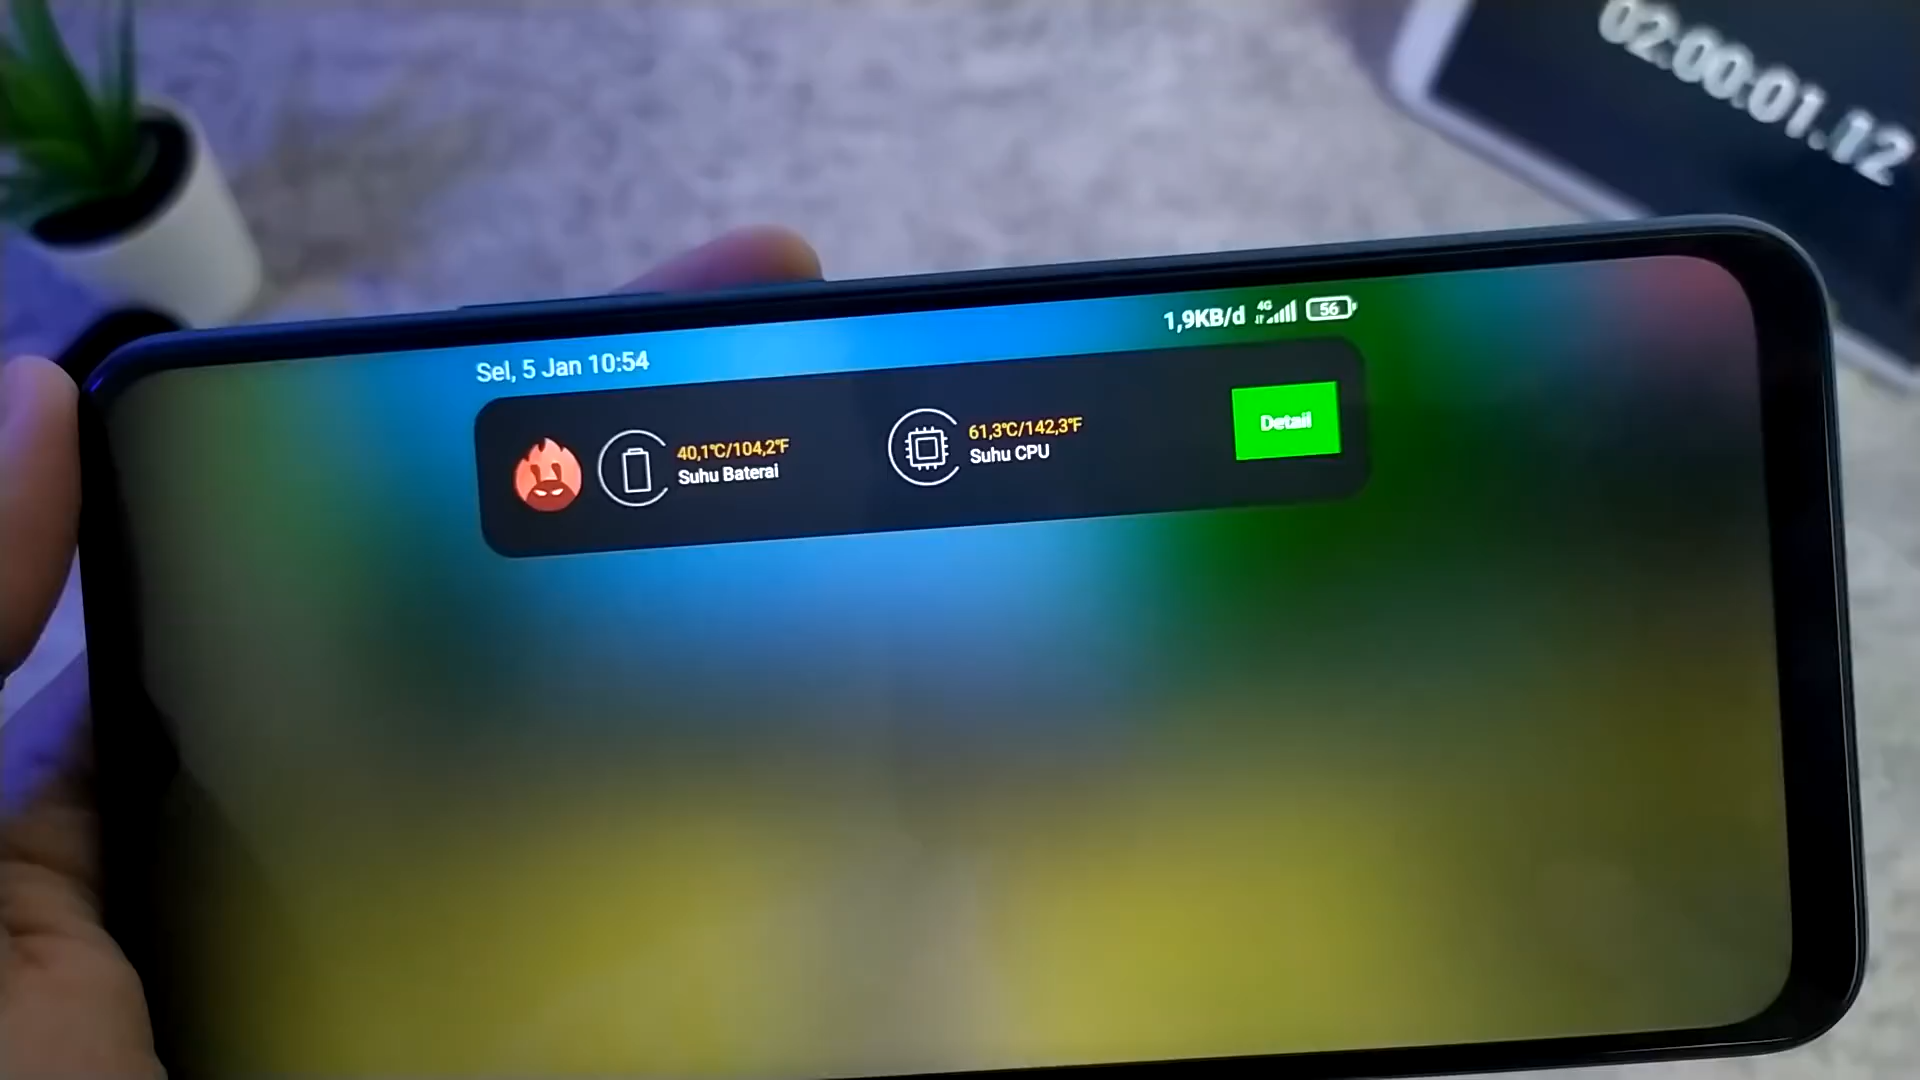 02:00:01.12
1,9KB/d 4G 56
Sel, 5 Jan 10:54
40,1°C/104,2°F
Suhu Baterai
61,3°C/142,3°F
Suhu CPU
Detail